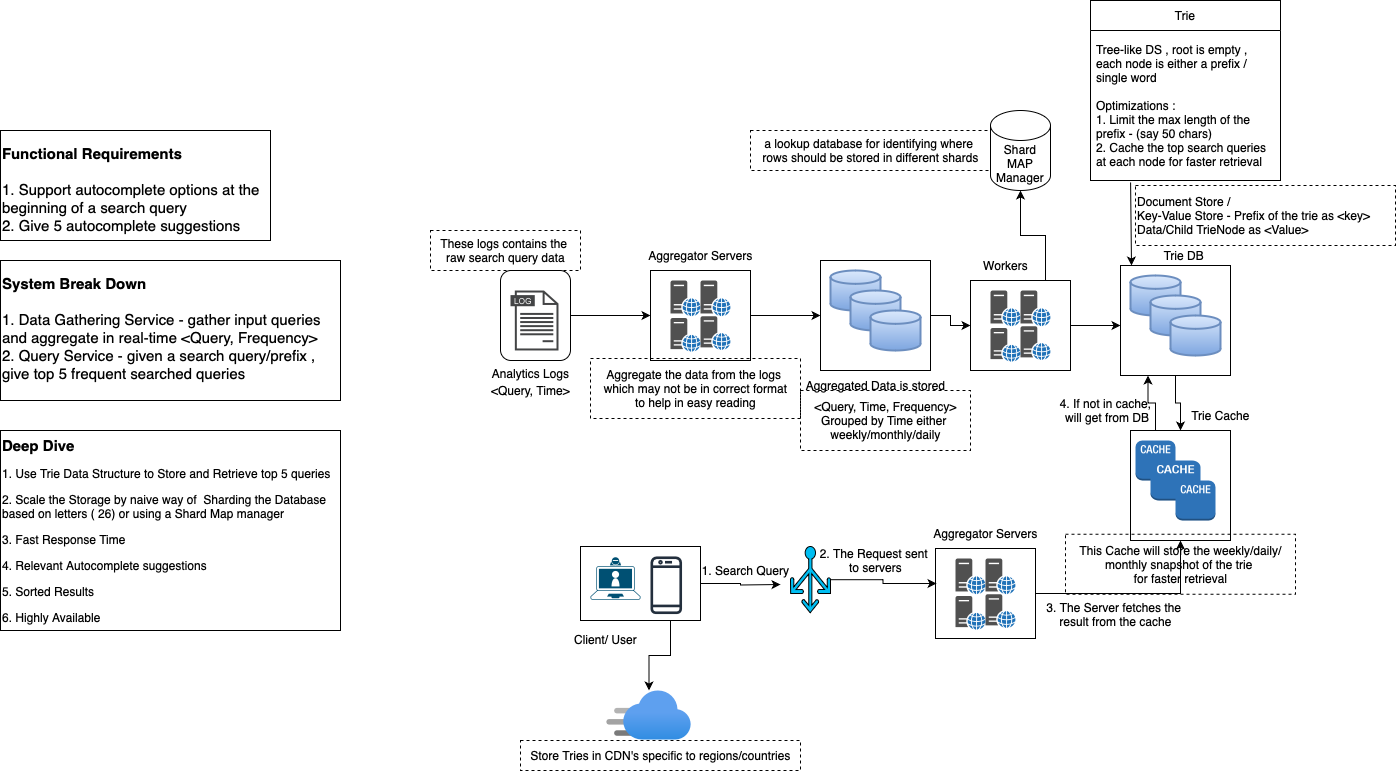 Trie
Tree-like DS , root is empty ,
each node is either a prefix /
single word
Optimizations :
1. Limit the max length of the
prefix - (say 50 chars)
2. Cache the top search queries
at each node for faster retrieval
Functional Requirements
1. Support autocomplete options at the
beginning of a search query
2. Give 5 autocomplete suggestions
a lookup database for identifying where
rows should be stored in different shards
Shard
MAP
Manager
Document Store /
Key-Value Store - Prefix of the trie as <key>
Data/Child TrieNode as <Value>
System Break Down
1. Data Gathering Service - gather input queries
and aggregate in real-time <Query, Frequency>
2. Query Service - given a search query/prefix ,
give top 5 frequent searched queries
These logs contains the
raw search query data
LOG
Analytics Logs
<Query, Time>
Aggregator Servers
Aggregate the data from the logs
which may not be in correct format
to help in easy reading
Aggregated Data is stored
<Query, Time, Frequency>
Grouped by Time either
weekly/monthly/daily
Workers
Trie DB
4. If not in cache,
will get from DB
Trie Cache
CACHE
CACHE
CACHE
This Cache will store the weekly/daily/
monthly snapshot of the trie
for faster retrieval
Deep Dive
1. Use Trie Data Structure to Store and Retrieve top 5 queries
2. Scale the Storage by naive way of Sharding the Database
based on letters ( 26) or using a Shard Map manager
3. Fast Response Time
4. Relevant Autocomplete suggestions
5. Sorted Results
6. Highly Available
Client/ User
1. Search Query
2. The Request sent
to servers
Aggregator Servers
3. The Server fetches the
result from the cache
Store Tries in CDN's specific to regions/countries